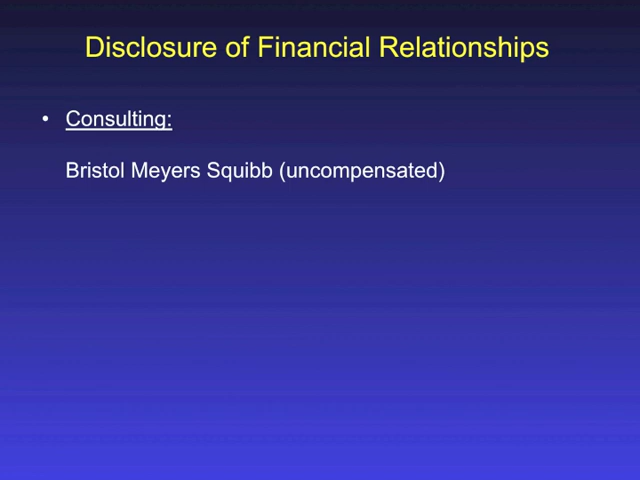 Disclosure of Financial Relationships
• Consulting:
Bristol Meyers Squibb (uncompensated)